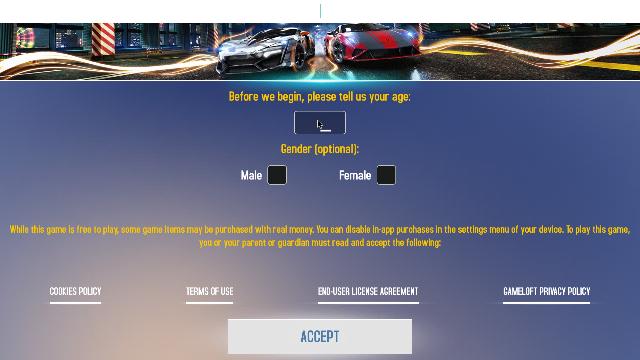 Before we begin, please tell us your age:
Gender (optional):
Male Female
While this game is free to play, some game items may be purchased with real money. You can disable in-app purchases in the settings menu of your device. To play this game,
you or your parent or guardian must read and accept the following:
COOKIES POLICY TERMS OF USE END-USER LICENSE AGREEMENT GAMELOFT PRIVACY POLICY
ACCEPT